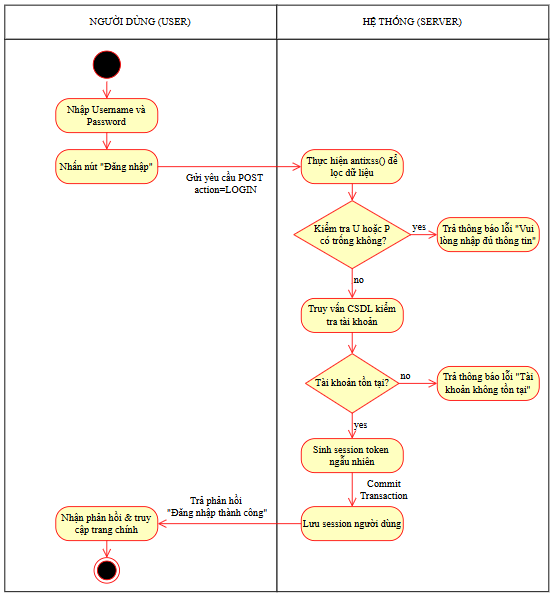 NGƯỜI DÙNG (USER)
HỆ THỐNG (SERVER)
Nhập Username và
Password
Nhấn nút "Đăng nhập"
Gửi yêu cầu POST
action=LOGIN
Thực hiện antixss() để
lọc dữ liệu
Kiểm tra U hoặc P
có trống không?
yes
Trả thông báo lỗi "Vui
lòng nhập đủ thông tin"
no
Truy vấn CSDL kiểm
tra tài khoản
Tài khoản tồn tại?
no
Trả thông báo lỗi "Tài
khoản không tồn tại"
yes
Sinh session token
ngẫu nhiên
Commit
Transaction
Lưu session người dùng
Trả phản hồi
"Đăng nhập thành công"
Nhận phản hồi & truy
cập trang chính